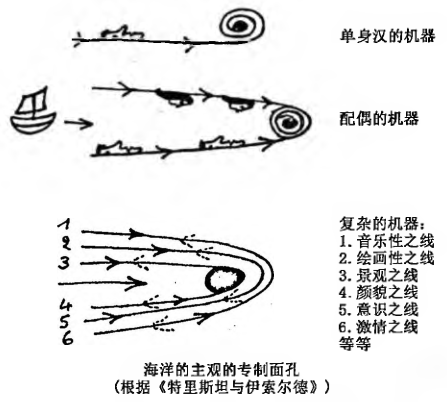 单身汉的机器
配偶的机器
1
2
3
4
5
6
复杂的机器:
1.音乐性之线
2.绘画性之线
3.景观之线
4.颜貌之线
5.意识之线
6.激情之线
等等
海洋的主观的专制面孔
(根据《特里斯坦与伊索尔德》)